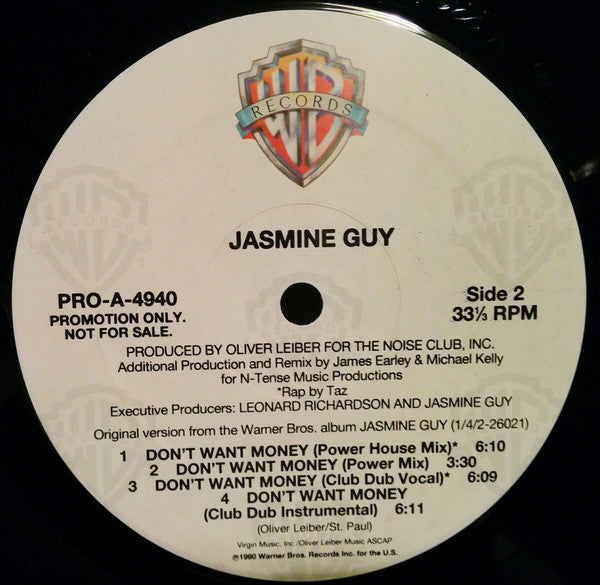 WB
RECORDS
JASMINE GUY
PRO-A-4940
PROMOTION ONLY.
NOT FOR SALE.
Side 2
33⅓ RPM
PRODUCED BY OLIVER LEIBER FOR THE NOISE CLUB, INC.
Additional Production and Remix by James Earley & Michael Kelly
for N-Tense Music Productions
*Rap by Taz
Executive Producers: LEONARD RICHARDSON AND JASMINE GUY
Original version from the Warner Bros. album JASMINE GUY (1/4/2-26021)
1 DON'T WANT MONEY (Power House Mix)* 6:10
2 DON'T WANT MONEY (Power Mix) 3:30
3 DON'T WANT MONEY (Club Dub Vocal)* 6:09
4 DON'T WANT MONEY
(Club Dub Instrumental) 6:11
(Oliver Leiber/St. Paul)
Virgin Music, Inc./Oliver Leiber Music ASCAP
℗1990 Warner Bros. Records Inc. for the U.S.